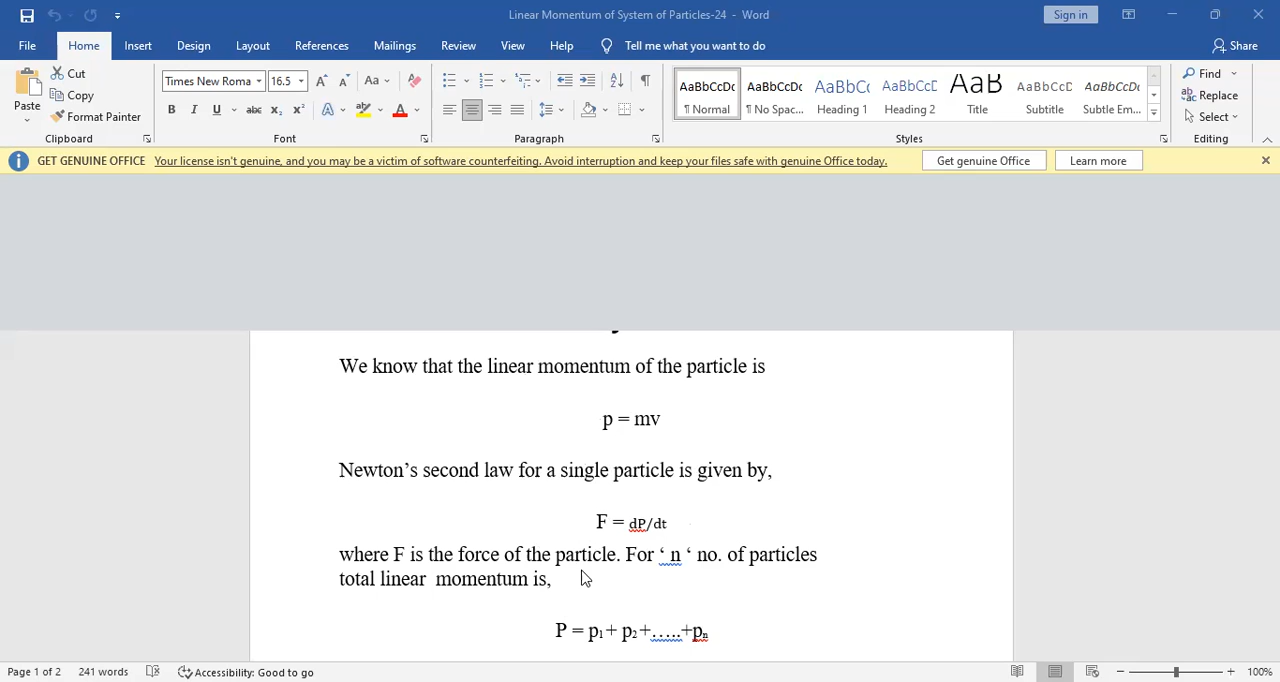 Linear Momentum of System of Particles-24 - Word
Sign in
File Home Insert Design Layout References Mailings Review View Help Tell me what you want to do Share
Paste Cut Copy Format Painter
Clipboard
Times New Roma 16.5
Font
Paragraph
AaBbCcDc ¶ Normal
AaBbCcDc ¶ No Spac...
AaBbC( Heading 1
AaBbCcD Heading 2
AaB Title
AaBbCcD Subtitle
AaBbCcDc Subtle Em...
Styles
Find
Replace
Select
Editing
GET GENUINE OFFICE Your license isn't genuine, and you may be a victim of software counterfeiting. Avoid interruption and keep your files safe with genuine Office today. Get genuine Office Learn more
We know that the linear momentum of the particle is
p = mv
Newton’s second law for a single particle is given by,
F = dP/dt
where F is the force of the particle. For ‘ n ‘ no. of particles
total linear momentum is,
P = p₁+ p₂+…..+pₙ
Page 1 of 2 241 words Accessibility: Good to go 100%